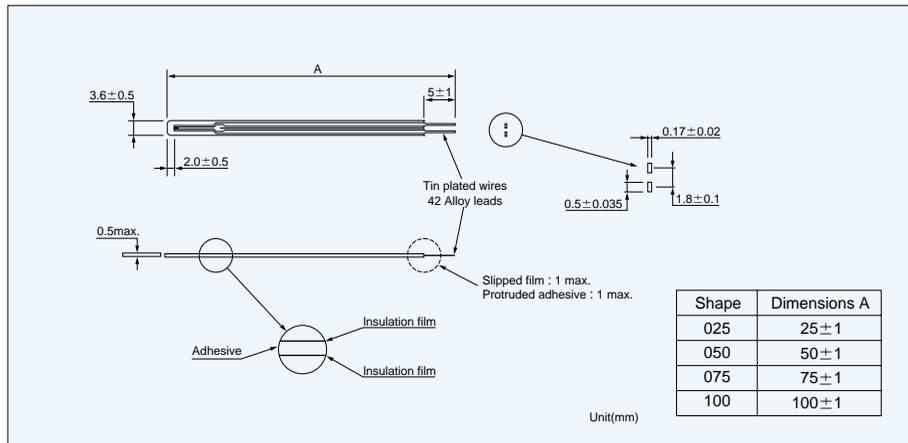 A
3.6±0.5
5±1
0.17±0.02
2.0±0.5
Tin plated wires
42 Alloy leads
0.5±0.035
1.8±0.1
0.5max.
Slipped film : 1 max.
Protruded adhesive : 1 max.
Insulation film
Adhesive
Insulation film
Shape Dimensions A
025 25±1
050 50±1
075 75±1
100 100±1
Unit(mm)